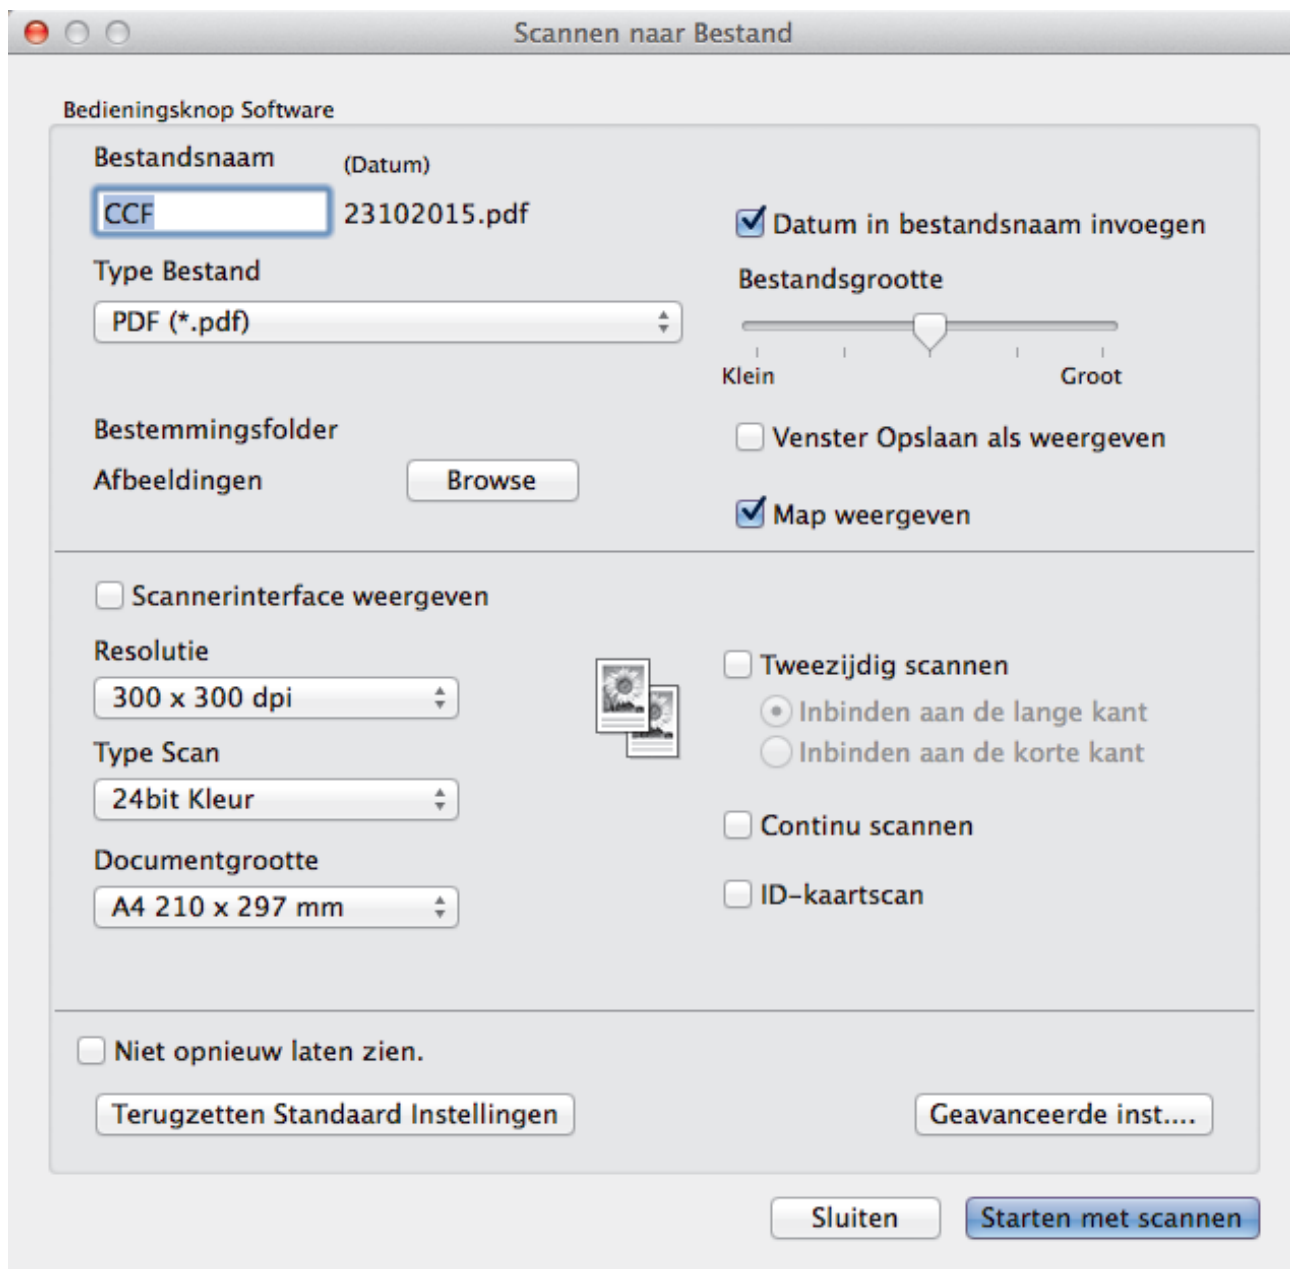 Scannen naar Bestand
Bedieningsknop Software
Bestandsnaam (Datum)
CCF 23102015.pdf
Datum in bestandsnaam invoegen
Type Bestand
PDF (*.pdf)
Bestandsgrootte
Klein Groot
Bestemmingsfolder
Afbeeldingen Browse
Venster Opslaan als weergeven
Map weergeven
Scannerinterface weergeven
Resolutie
300 x 300 dpi
Type Scan
24bit Kleur
Documentgrootte
A4 210 x 297 mm
Tweezijdig scannen
Inbinden aan de lange kant
Inbinden aan de korte kant
Continu scannen
ID-kaartscan
Niet opnieuw laten zien.
Terugzetten Standaard Instellingen Geavanceerde inst....
Sluiten Starten met scannen